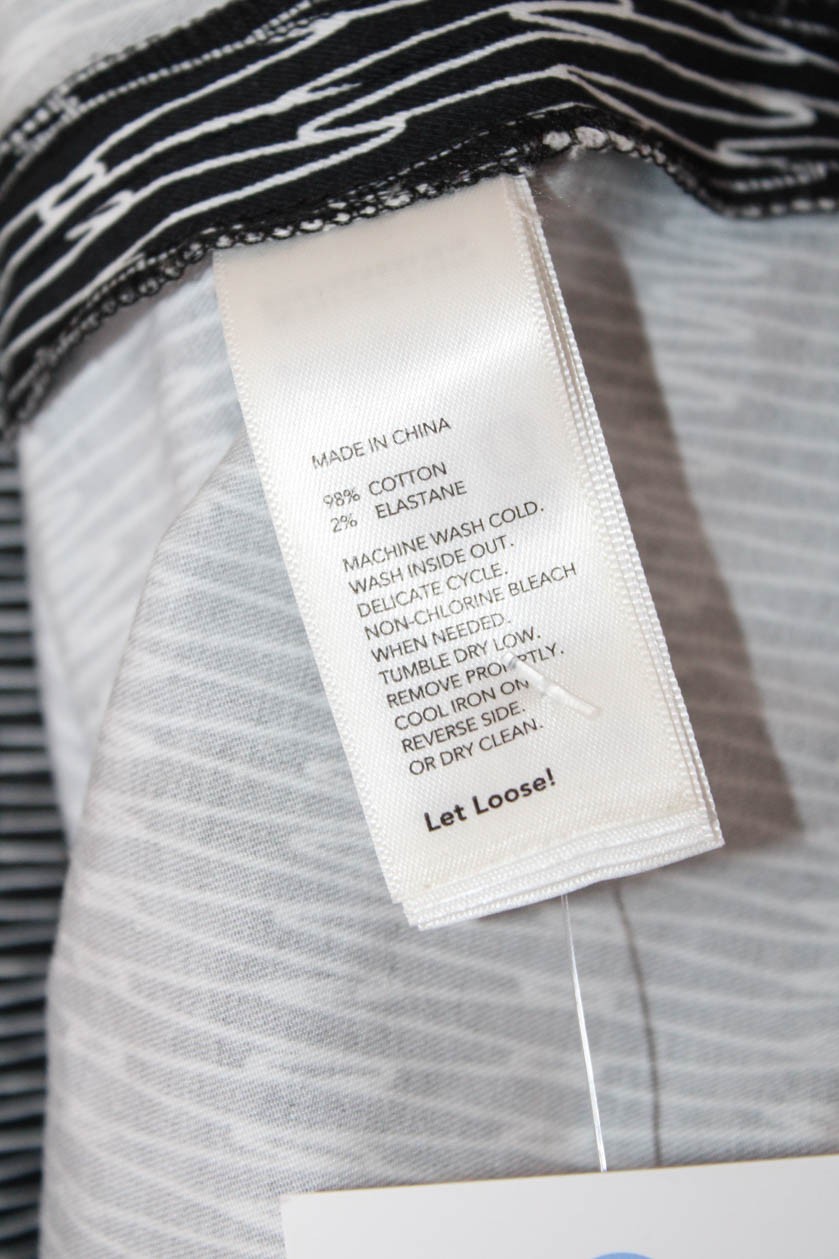 MADE IN CHINA
98% COTTON
2% ELASTANE
MACHINE WASH COLD.
WASH INSIDE OUT.
DELICATE CYCLE.
NON-CHLORINE BLEACH
WHEN NEEDED.
TUMBLE DRY LOW.
REMOVE PROMPTLY.
COOL IRON ON
REVERSE SIDE.
OR DRY CLEAN.
Let Loose!